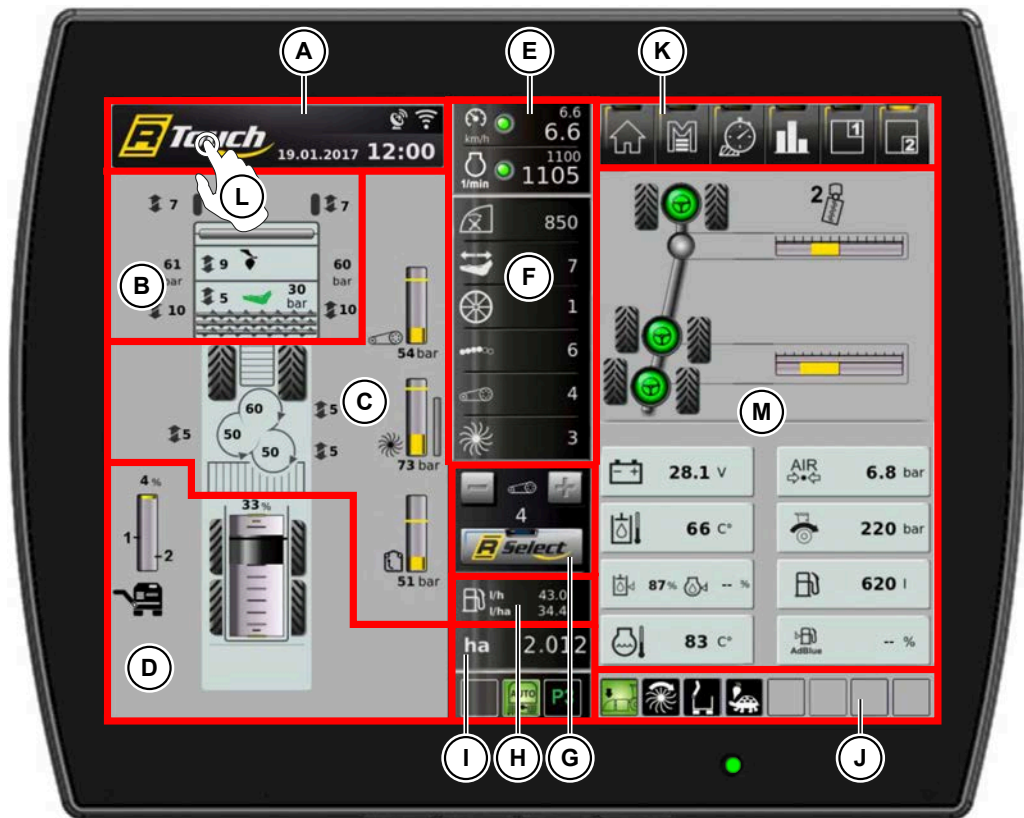 A
E
K
R Touch
19.01.2017 12:00
L
km/h
6.6
6.6
1/min
1100
1105
1
2
7
7
61
bar
9
60
bar
B
5
30
bar
10
10
54 bar
C
60
50
50
5
5
5
73 bar
850
F
7
1
6
4
3
2
M
4 %
1
2
33 %
51 bar
D
4
R Select
l/h 43.0
l/ha 34.4
ha 2.012
AUTO
28.1 V
AIR 6.8 bar
66 C°
220 bar
87 % -- %
620 l
83 C°
AdBlue -- %
I
H
G
J